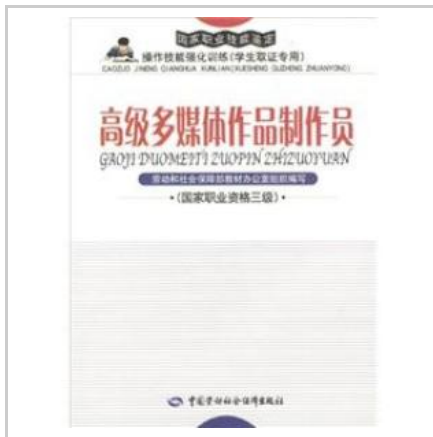 国家职业技能鉴定
操作技能强化训练(学生取证专用)
CAOZUO JINENG QIANGHUA XUNLIAN(XUESHENG QUZHENG ZHUANYONG)
高级多媒体作品制作员
GAOJI DUOMEITI ZUOPIN ZHIZUOYUAN
劳动和社会保障部教材办公室组织编写
•(国家职业资格三级)•
中国劳动社会保障出版社